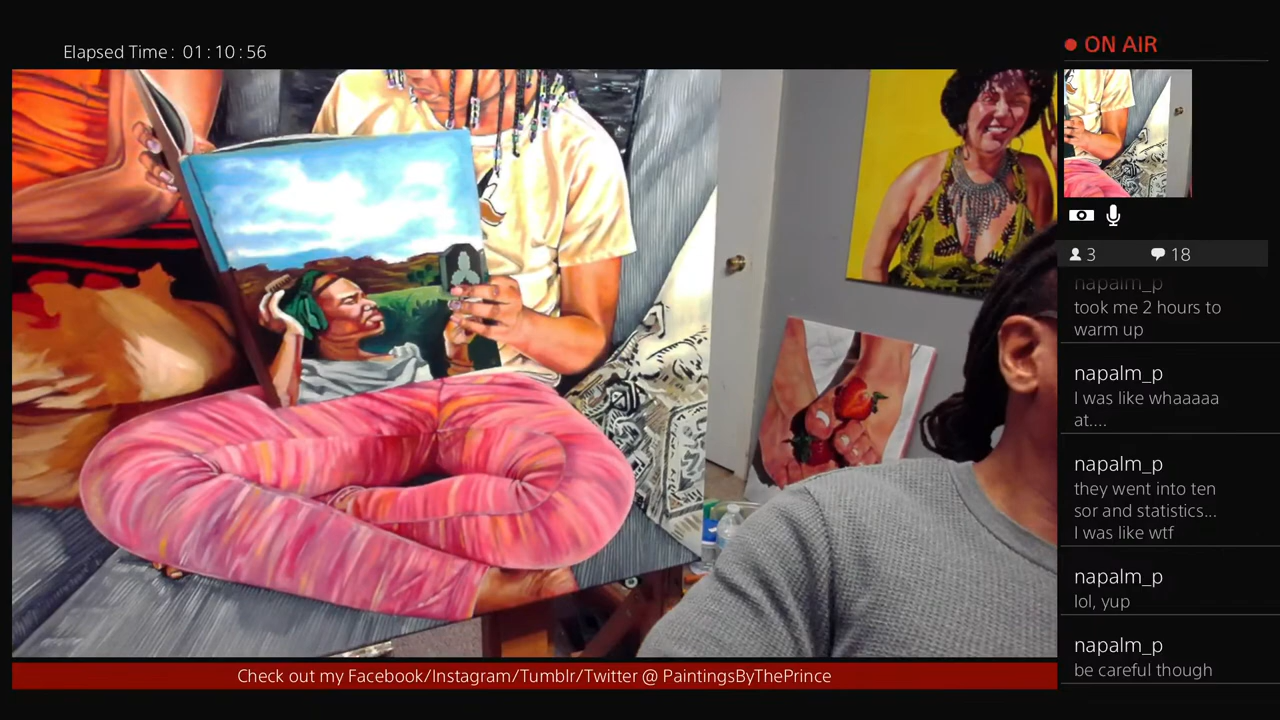 Elapsed Time: 01:10:56
ON AIR
3
18
napalm_p
took me 2 hours to
warm up
napalm_p
I was like whaaaaa
at....
napalm_p
they went into ten
sor and statistics...
I was like wtf
napalm_p
lol, yup
napalm_p
be careful though
Check out my Facebook/Instagram/Tumblr/Twitter @ PaintingsByThePrince